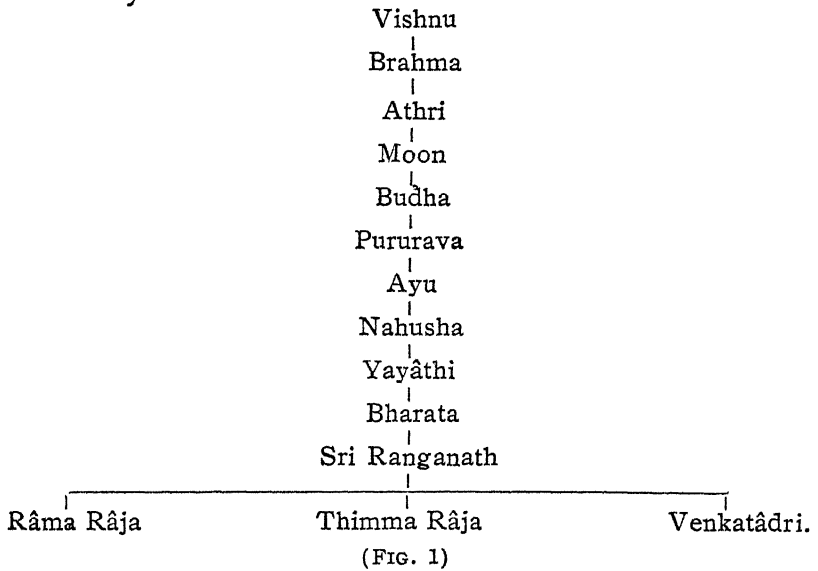 Vishnu
Brahma
Athri
Moon
Budha
Pururava
Ayu
Nahusha
Yayâthi
Bharata
Sri Ranganath
Râma Râja Thimma Râja Venkatâdri.
(FIG. 1)